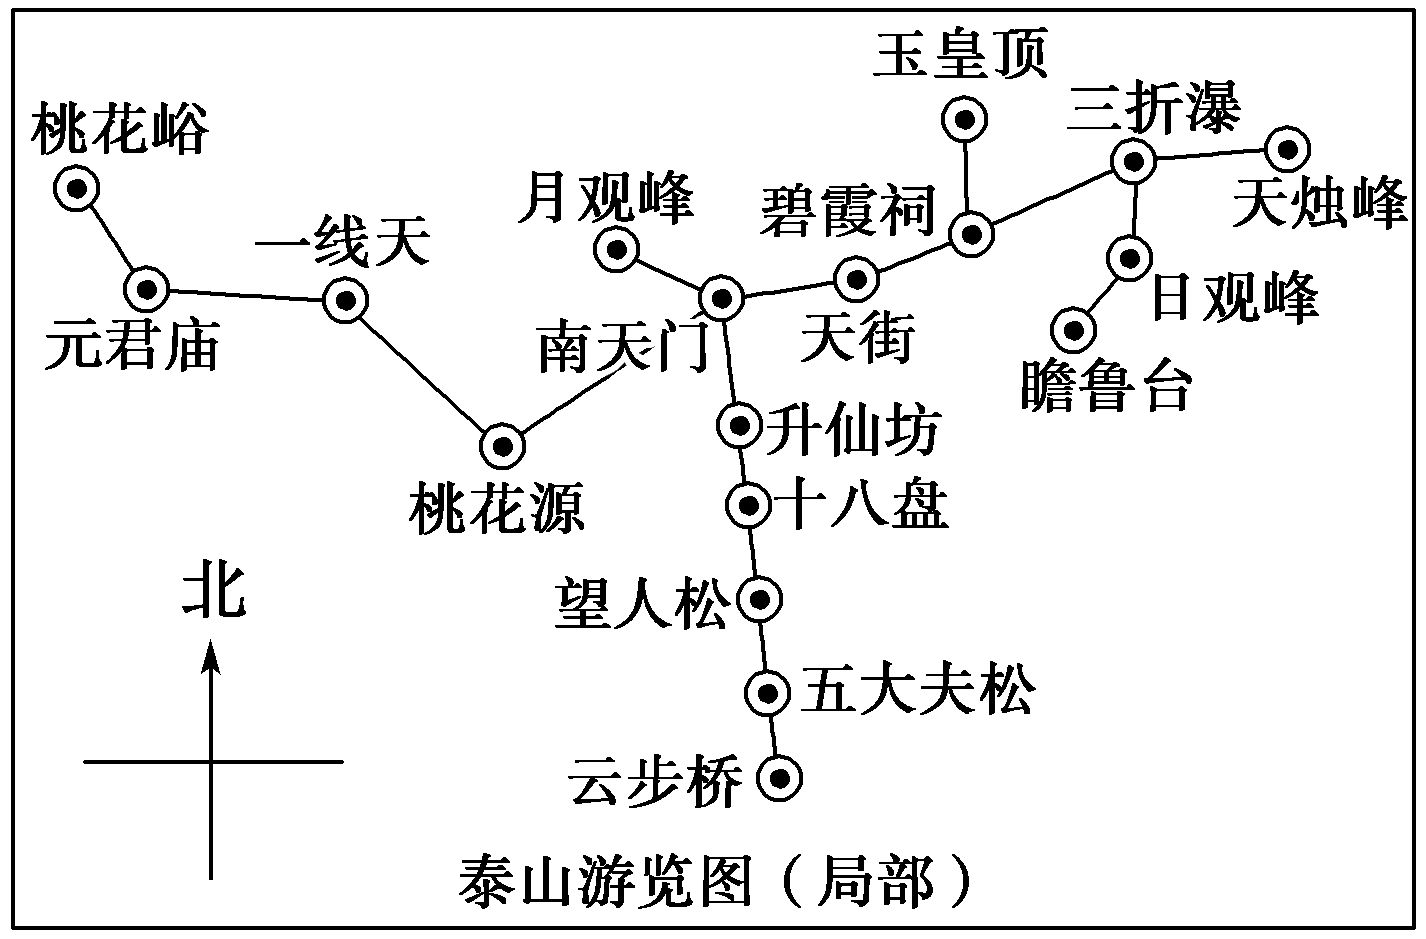 玉皇顶
桃花峪
三折瀑
月观峰
碧霞祠
天烛峰
一线天
元君庙
南天门
天街
日观峰
瞻鲁台
升仙坊
桃花源
十八盘
北
望人松
五大夫松
云步桥
泰山游览图（局部）